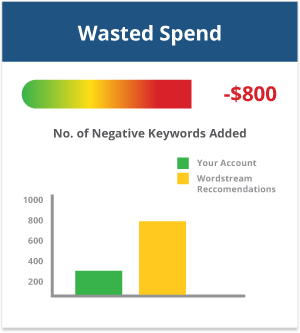 Wasted Spend
-$800
No. of Negative Keywords Added
Your Account
Wordstream
Reccomendations
1000
800
600
400
200